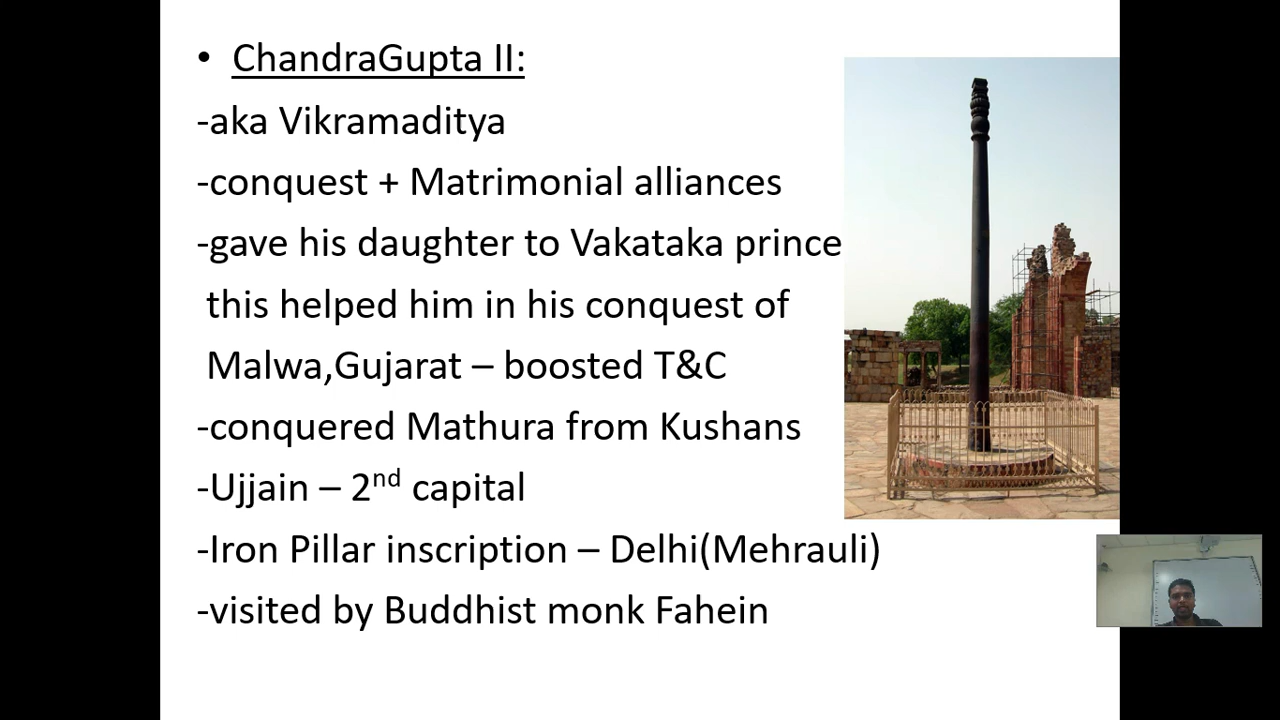 • ChandraGupta II:
-aka Vikramaditya
-conquest + Matrimonial alliances
-gave his daughter to Vakataka prince
this helped him in his conquest of
Malwa,Gujarat – boosted T&C
-conquered Mathura from Kushans
-Ujjain – 2nd capital
-Iron Pillar inscription – Delhi(Mehrauli)
-visited by Buddhist monk Fahein